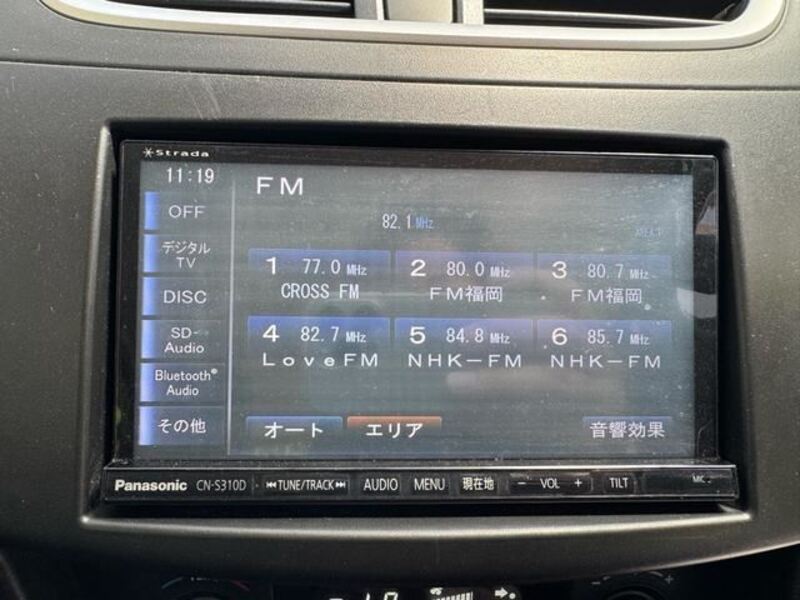 Strada
11:19
FM
82.1 MHz
AREA1
OFF
デジタル
TV
DISC
SD-
Audio
Bluetooth®
Audio
その他
1 77.0 MHz
CROSS FM
2 80.0 MHz
FM福岡
3 80.7 MHz
FM福岡
4 82.7 MHz
LoveFM
5 84.8 MHz
NHK-FM
6 85.7 MHz
NHK-FM
オート
エリア
音響効果
Panasonic CN-S310D ⏮TUNE/TRACK⏭ AUDIO MENU 現在地 - VOL + TILT MIC